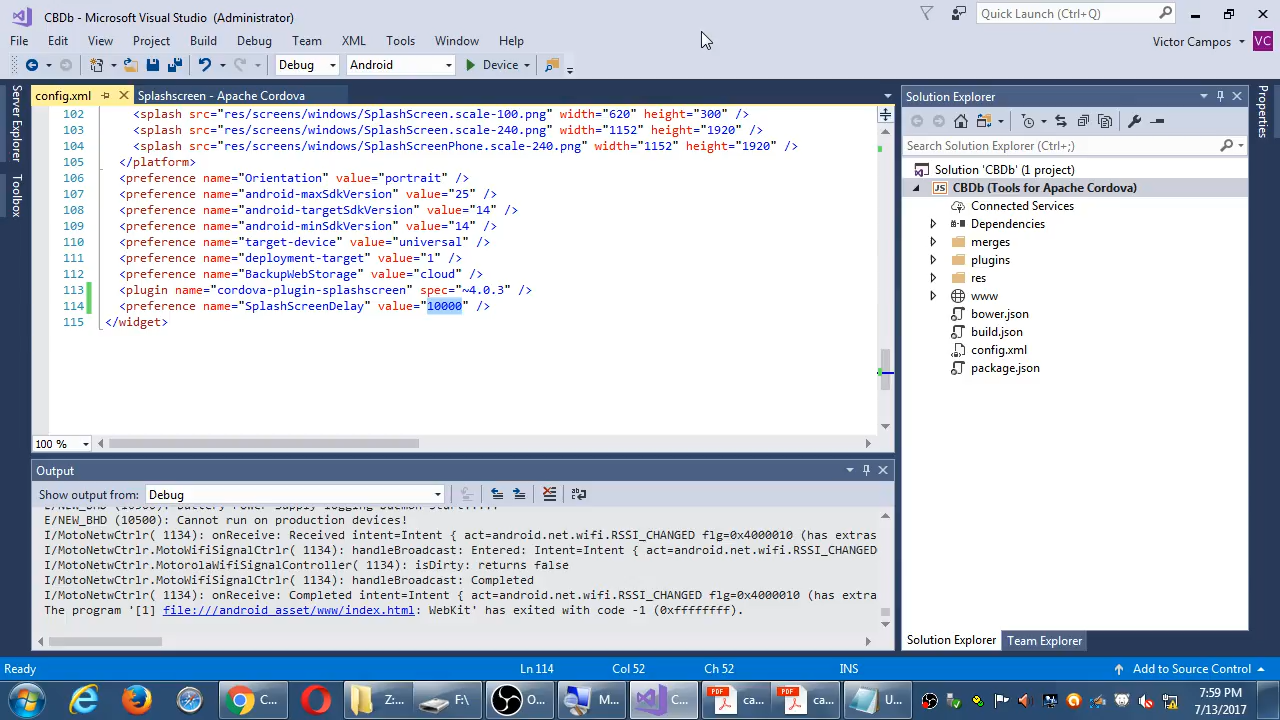 CBDb - Microsoft Visual Studio (Administrator)
Quick Launch (Ctrl+Q)
File Edit View Project Build Debug Team XML Tools Window Help
Victor Campos VC
Debug Android Device
Server Explorer
Toolbox
config.xml Splashscreen - Apache Cordova
102 <splash src="res/screens/windows/SplashScreen.scale-100.png" width="620" height="300" />
103 <splash src="res/screens/windows/SplashScreen.scale-240.png" width="1152" height="1920" />
104 <splash src="res/screens/windows/SplashScreenPhone.scale-240.png" width="1152" height="1920" />
105 </platform>
106 <preference name="Orientation" value="portrait" />
107 <preference name="android-maxSdkVersion" value="25" />
108 <preference name="android-targetSdkVersion" value="14" />
109 <preference name="android-minSdkVersion" value="14" />
110 <preference name="target-device" value="universal" />
111 <preference name="deployment-target" value="1" />
112 <preference name="BackupWebStorage" value="cloud" />
113 <plugin name="cordova-plugin-splashscreen" spec="~4.0.3" />
114 <preference name="SplashScreenDelay" value="10000" />
115 </widget>
100 %
Output
Show output from: Debug
E/NEW_BHD (10500): Battery Power Supply logging Daemon start!!!!!
E/NEW_BHD (10500): Cannot run on production devices!
I/MotoNetwCtrlr( 1134): onReceive: Received intent=Intent { act=android.net.wifi.RSSI_CHANGED flg=0x4000010 (has extras
I/MotoNetwCtrlr.MotoWifiSignalCtrlr( 1134): handleBroadcast: Entered: Intent=Intent { act=android.net.wifi.RSSI_CHANGED
I/MotoNetwCtrlr.MotorolaWifiSignalController( 1134): isDirty: returns false
I/MotoNetwCtrlr.MotoWifiSignalCtrlr( 1134): handleBroadcast: Completed
I/MotoNetwCtrlr( 1134): onReceive: Completed intent=Intent { act=android.net.wifi.RSSI_CHANGED flg=0x4000010 (has extra
The program '[1] file:///android_asset/www/index.html: WebKit' has exited with code -1 (0xffffffff).
Solution Explorer
Search Solution Explorer (Ctrl+;)
Solution 'CBDb' (1 project)
JS CBDb (Tools for Apache Cordova)
Connected Services
Dependencies
merges
plugins
res
www
bower.json
build.json
config.xml
package.json
Solution Explorer Team Explorer
Properties
Ready Ln 114 Col 52 Ch 52 INS Add to Source Control
C... Z:... F:\ O... M... C... PDF ca... PDF ca... U...
7:59 PM
7/13/2017